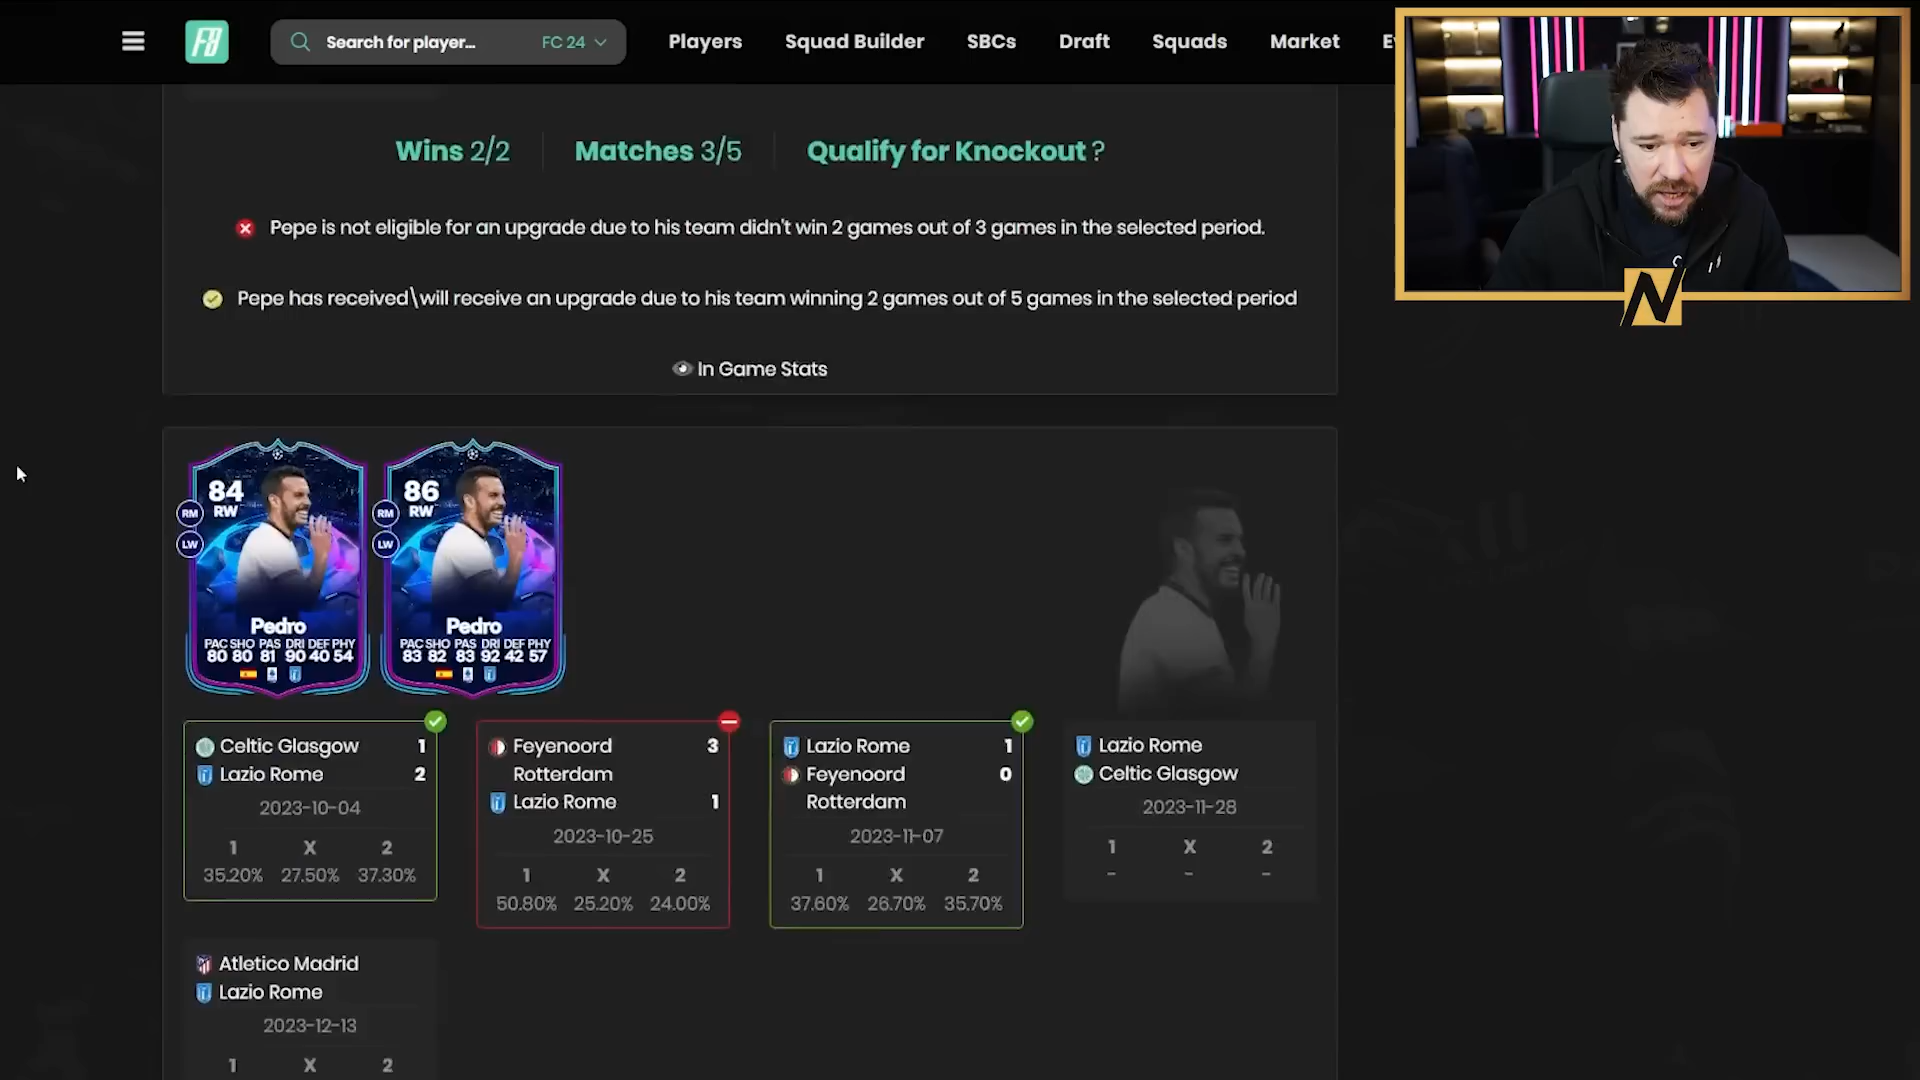 F8
Search for player...
FC 24
Players
Squad Builder
SBCs
Draft
Squads
Market
Wins 2/2
Matches 3/5
Qualify for Knockout ?
Pepe is not eligible for an upgrade due to his team didn't win 2 games out of 3 games in the selected period.
Pepe has received\will receive an upgrade due to his team winning 2 games out of 5 games in the selected period
In Game Stats
84
RW
RM
LW
Pedro
PAC SHO PAS DRI DEF PHY
80 80 81 90 40 54
86
RW
RM
LW
Pedro
PAC SHO PAS DRI DEF PHY
83 82 83 92 42 57
Celtic Glasgow 1
Lazio Rome 2
2023-10-04
1 X 2
35.20% 27.50% 37.30%
Feyenoord 3
Rotterdam
Lazio Rome 1
2023-10-25
1 X 2
50.80% 25.20% 24.00%
Lazio Rome 1
Feyenoord 0
Rotterdam
2023-11-07
1 X 2
37.60% 26.70% 35.70%
Lazio Rome
Celtic Glasgow
2023-11-28
1 X 2
- - -
Atletico Madrid
Lazio Rome
2023-12-13
1 X 2
N